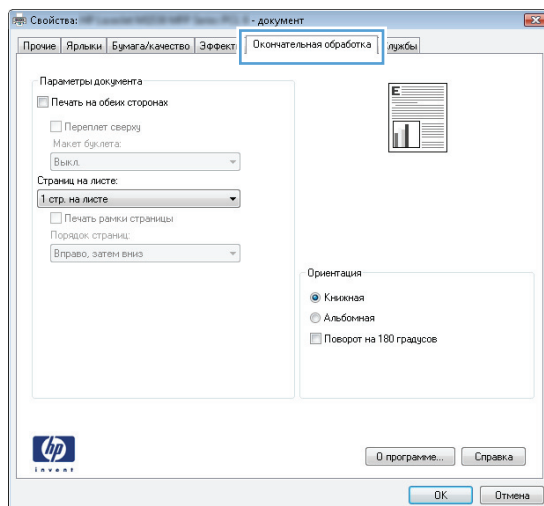 Свойства: - документ
Прочие Ярлыки Бумага/качество Эффект Окончательная обработка лужбы
Параметры документа
Печать на обеих сторонах
Переплет сверху
Макет буклета:
Выкл.
Страниц на листе:
1 стр. на листе
Печать рамки страницы
Порядок страниц:
Вправо, затем вниз
E
Ориентация
Книжная
Альбомная
Поворот на 180 градусов
hp
invent
О программе... Справка
OK Отмена